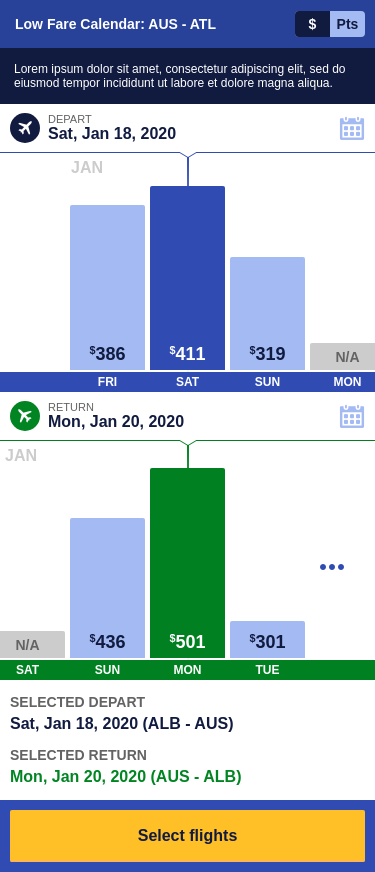 Low Fare Calendar: AUS - ATL
$ Pts
Lorem ipsum dolor sit amet, consectetur adipiscing elit, sed do
eiusmod tempor incididunt ut labore et dolore magna aliqua.
DEPART
Sat, Jan 18, 2020
JAN
$386 $411 $319 N/A
FRI SAT SUN MON
RETURN
Mon, Jan 20, 2020
JAN
N/A $436 $501 $301
SAT SUN MON TUE
SELECTED DEPART
Sat, Jan 18, 2020 (ALB - AUS)
SELECTED RETURN
Mon, Jan 20, 2020 (AUS - ALB)
Select flights